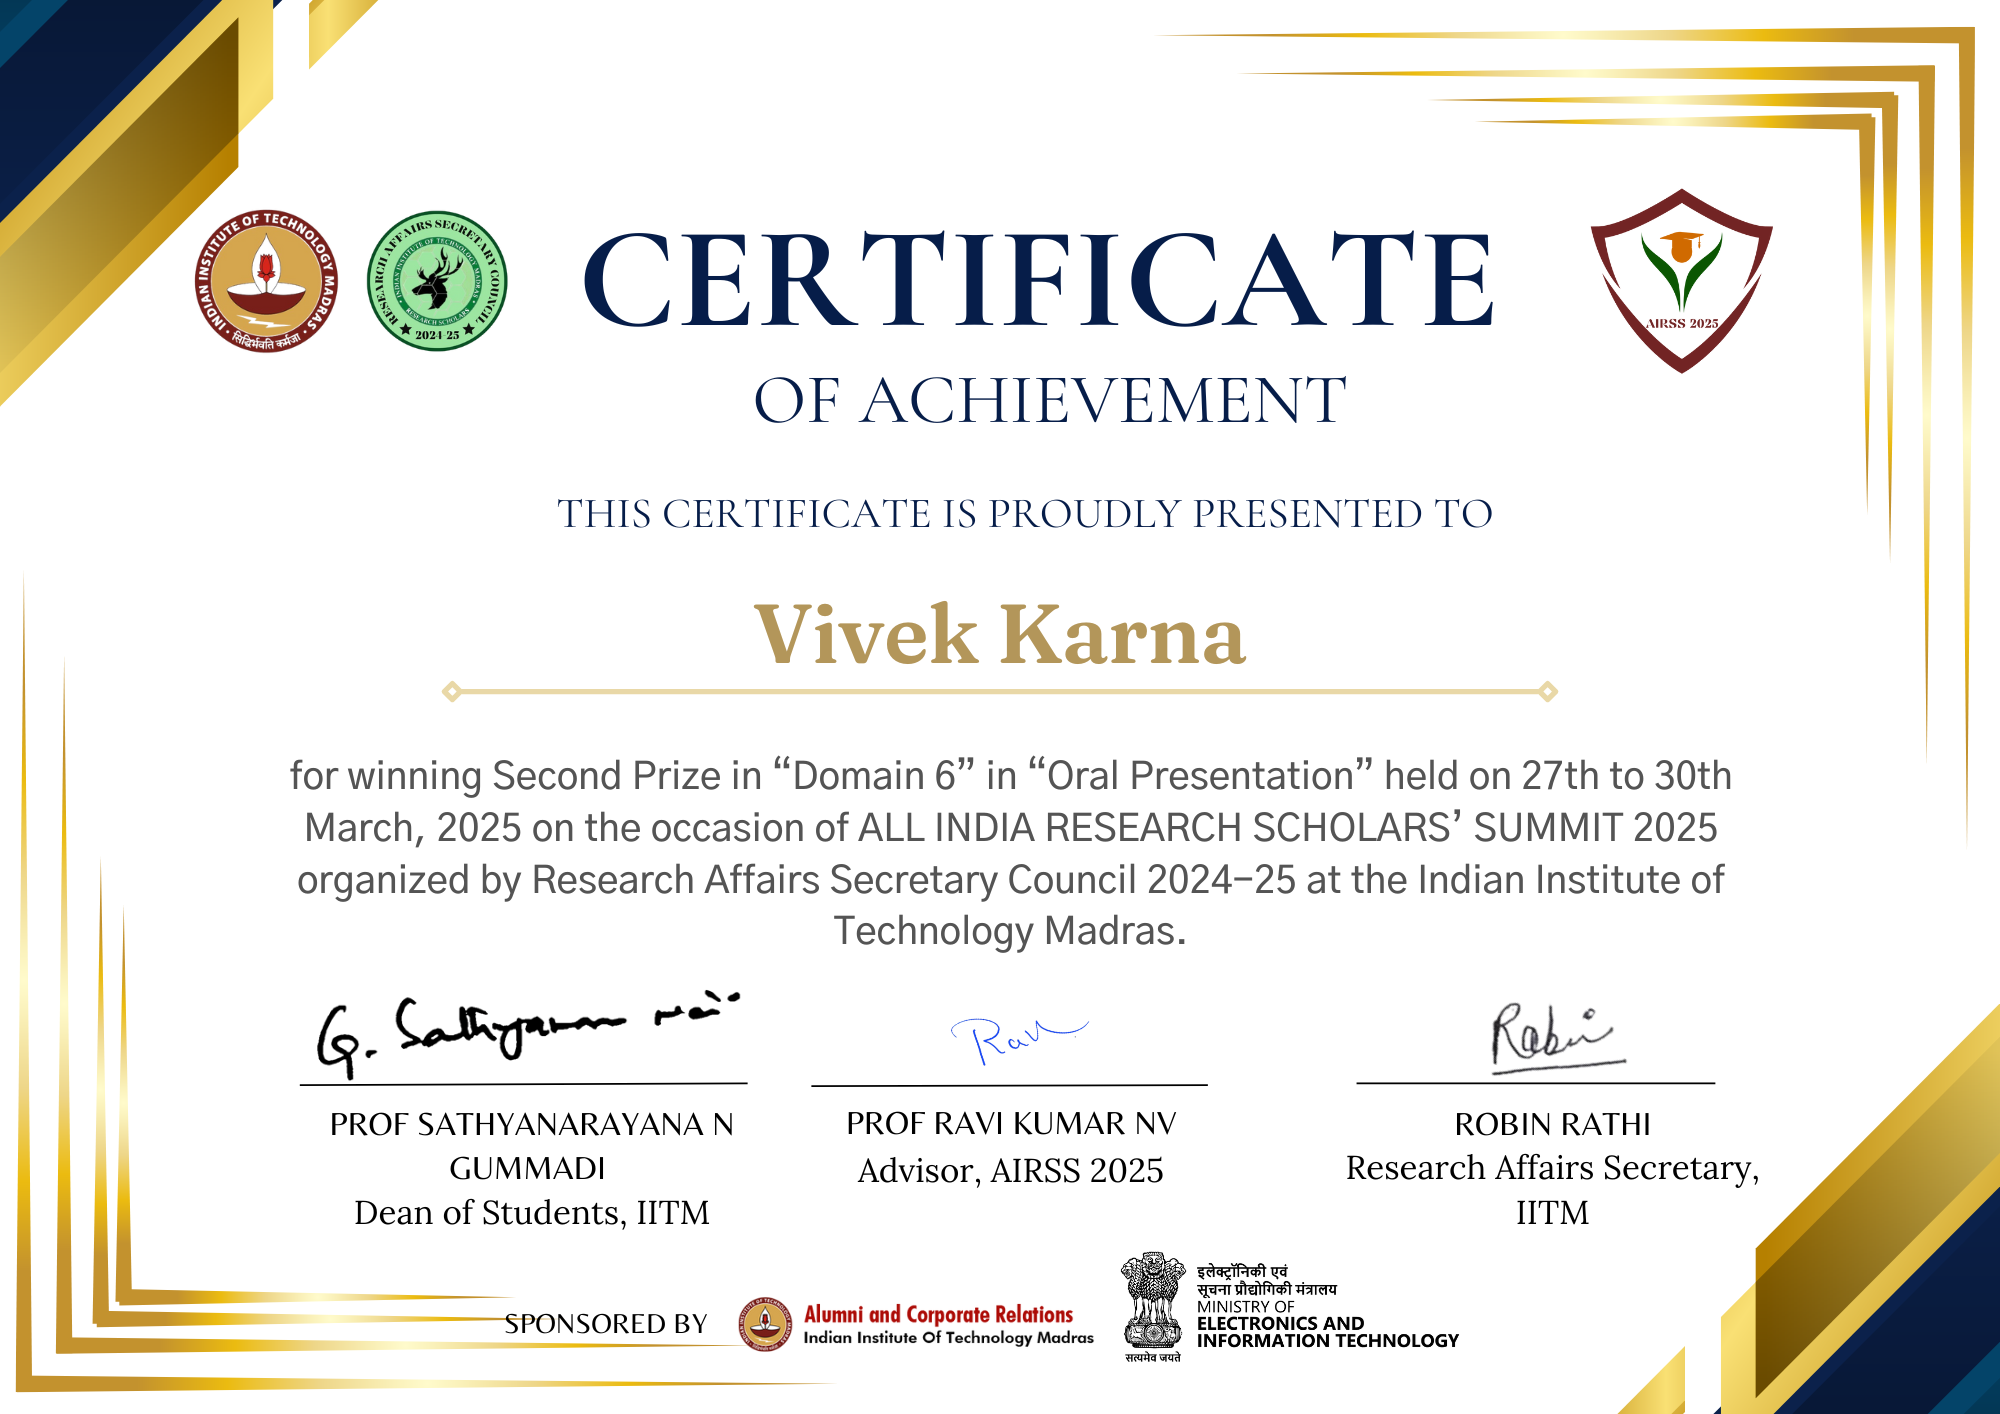 INDIAN INSTITUTE OF TECHNOLOGY MADRAS
सिद्धिर्भवति कर्मजा
RESEARCH AFFAIRS SECRETARY COUNCIL
INDIAN INSTITUTE OF TECHNOLOGY MADRAS
RESEARCH SCHOLARS
2024-25
CERTIFICATE
AIRSS 2025
OF ACHIEVEMENT
THIS CERTIFICATE IS PROUDLY PRESENTED TO
Vivek Karna
for winning Second Prize in “Domain 6” in “Oral Presentation” held on 27th to 30th
March, 2025 on the occasion of ALL INDIA RESEARCH SCHOLARS’ SUMMIT 2025
organized by Research Affairs Secretary Council 2024-25 at the Indian Institute of
Technology Madras.
G. Sathyanarayana
Ravi
Robin
PROF SATHYANARAYANA N
GUMMADI
Dean of Students, IITM
PROF RAVI KUMAR NV
Advisor, AIRSS 2025
ROBIN RATHI
Research Affairs Secretary,
IITM
SPONSORED BY
Alumni and Corporate Relations
Indian Institute Of Technology Madras
सत्यमेव जयते
इलेक्ट्रॉनिकी एवं
सूचना प्रौद्योगिकी मंत्रालय
MINISTRY OF
ELECTRONICS AND
INFORMATION TECHNOLOGY